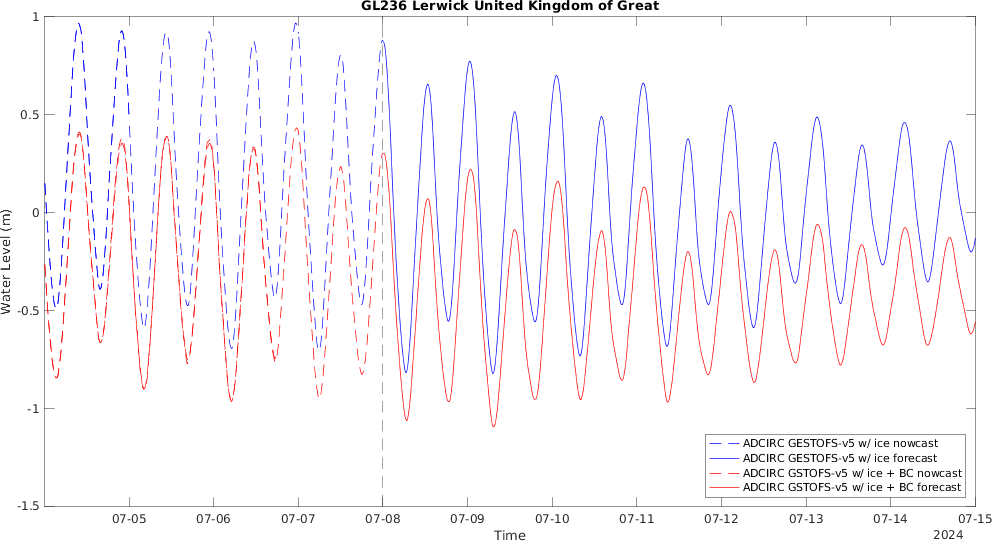 GL236 Lerwick United Kingdom of Great
Water Level (m)
1
0.5
0
-0.5
-1
-1.5
ADCIRC GESTOFS-v5 w/ ice nowcast
ADCIRC GESTOFS-v5 w/ ice forecast
ADCIRC GSTOFS-v5 w/ ice + BC nowcast
ADCIRC GSTOFS-v5 w/ ice + BC forecast
07-05 07-06 07-07 07-08 07-09 07-10 07-11 07-12 07-13 07-14 07-15
Time
2024